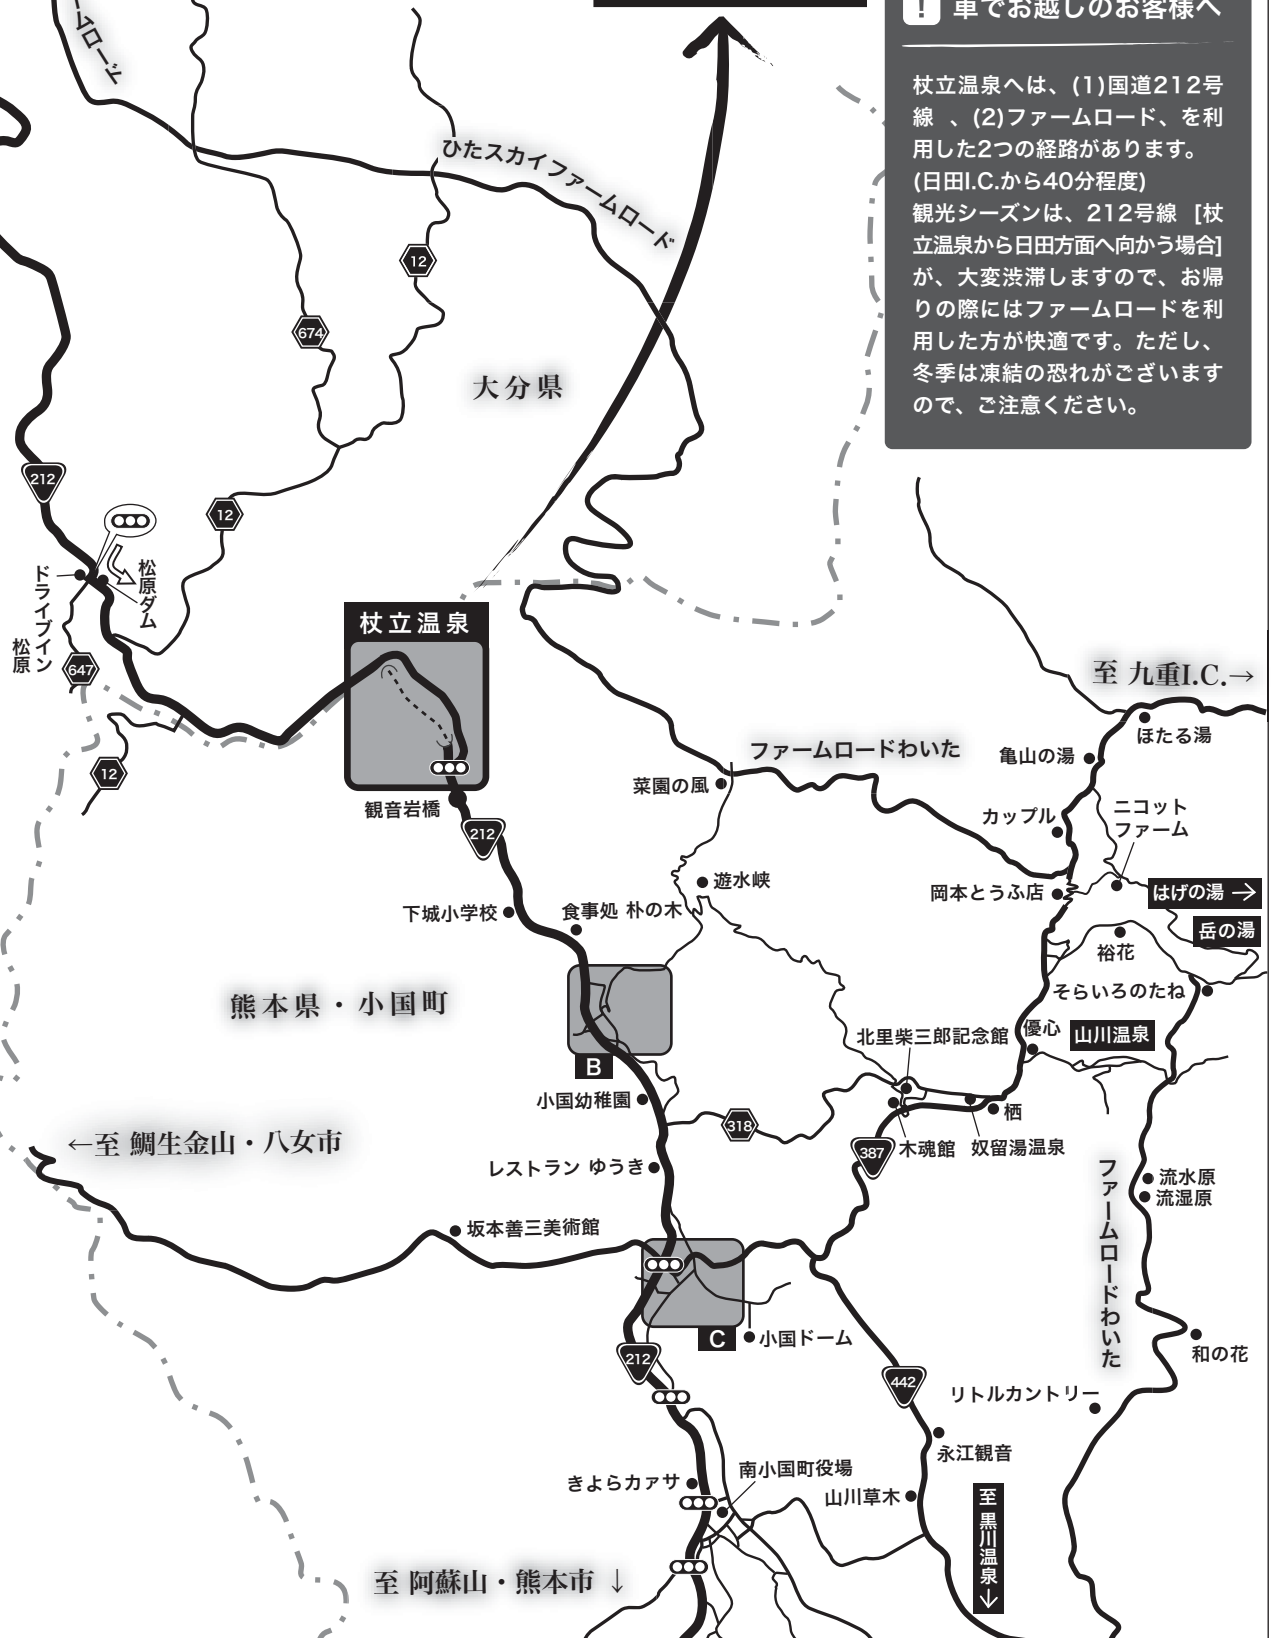 ! 車でお越しのお客様へ
杖立温泉へは、(1)国道212号
線 、(2)ファームロード、を利
用した2つの経路があります。
(日田I.C.から40分程度)
観光シーズンは、212号線 [杖
立温泉から日田方面へ向かう場合]
が、大変渋滞しますので、お帰
りの際にはファームロードを利
用した方が快適です。ただし、
冬季は凍結の恐れがございます
ので、ご注意ください。
ムロード
ひたスカイファームロード
12
674
大分県
212
12
松原ダム
ドライブイン
松原
647
12
杖立温泉
観音岩橋
212
至 九重I.C.→
ほたる湯
ファームロードわいた
亀山の湯
菜園の風
カップル
ニコット
ファーム
遊水峡
岡本とうふ店
はげの湯 →
岳の湯
下城小学校
食事処 朴の木
裕花
そらいろのたね
熊本県・小国町
優心
山川温泉
北里柴三郎記念館
B
小国幼稚園
栖
318
←至 鯛生金山・八女市
387
木魂館
奴留湯温泉
レストラン ゆうき
ファームロードわいた
流水原
流湿原
坂本善三美術館
C
小国ドーム
212
和の花
442
リトルカントリー
永江観音
きよらカァサ
南小国町役場
山川草木
至 黒川温泉↓
至 阿蘇山・熊本市 ↓